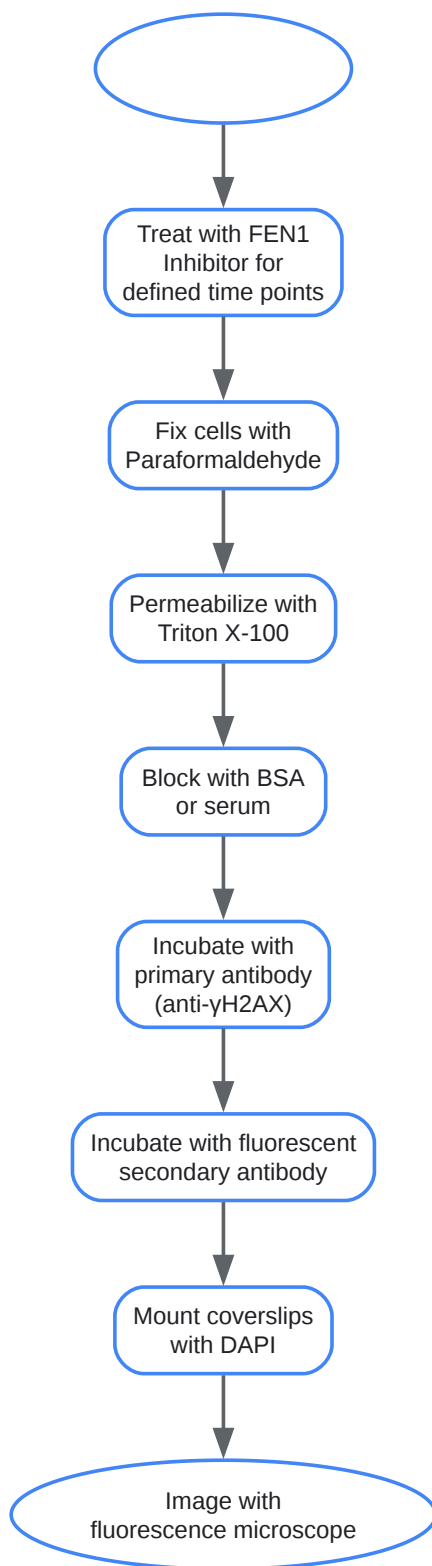 Treat with FEN1
Inhibitor for
defined time points
Fix cells with
Paraformaldehyde
Permeabilize with
Triton X-100
Block with BSA
or serum
Incubate with
primary antibody
(anti-γH2AX)
Incubate with fluorescent
secondary antibody
Mount coverslips
with DAPI
Image with
fluorescence microscope